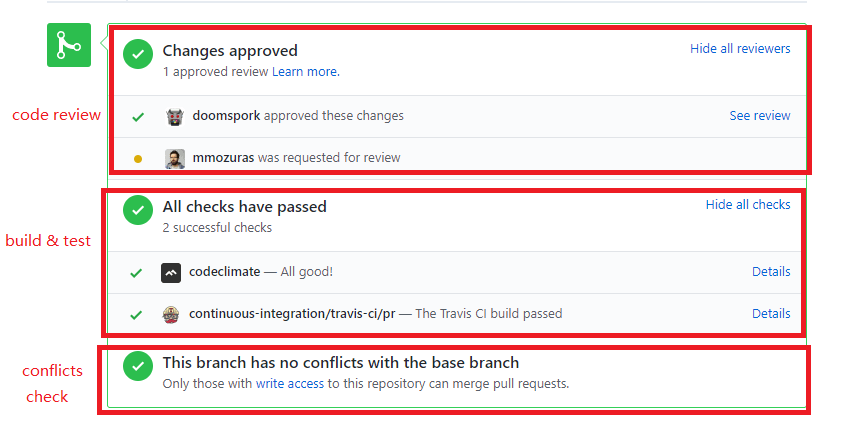 Changes approved
Hide all reviewers
1 approved review Learn more.
code review
doomspork approved these changes
See review
mmozuras was requested for review
All checks have passed
Hide all checks
2 successful checks
build & test
codeclimate — All good!
Details
continuous-integration/travis-ci/pr — The Travis CI build passed
Details
This branch has no conflicts with the base branch
conflicts
check
Only those with write access to this repository can merge pull requests.